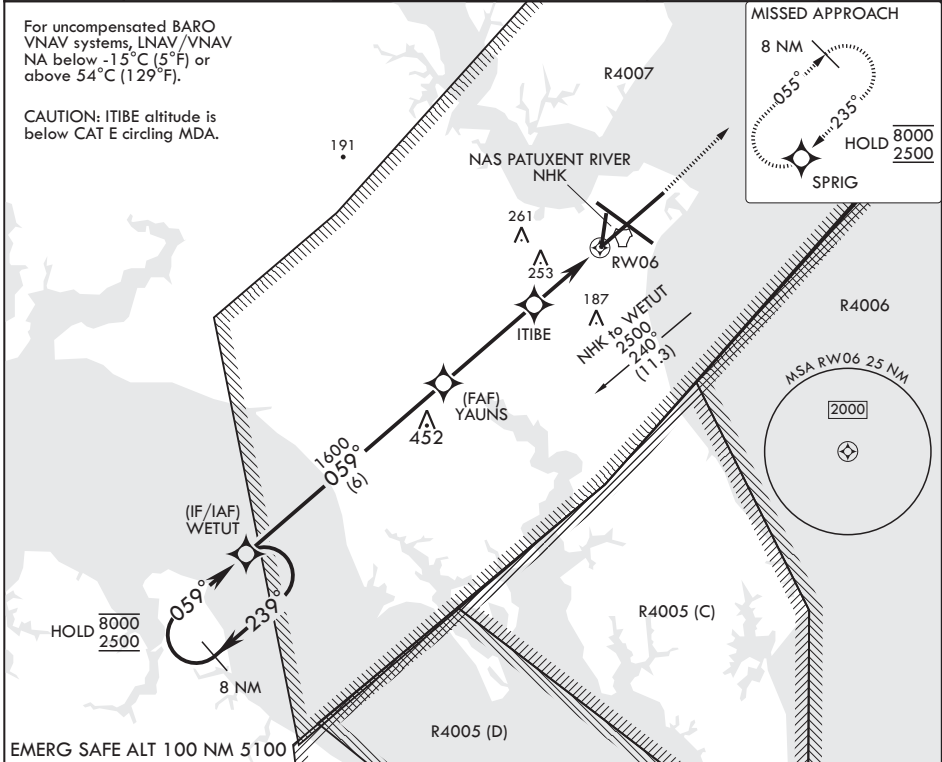 For uncompensated BARO
VNAV systems, LNAV/VNAV
NA below -15°C (5°F) or
above 54°C (129°F).
CAUTION: ITIBE altitude is
below CAT E circling MDA.
191
R4007
MISSED APPROACH
8 NM
055°
235°
HOLD 8000
2500
SPRIG
NAS PATUXENT RIVER
NHK
261
253
RW06
ITIBE
187
NHK to WETUT
2500
240°
(11.3)
R4006
MSA RW06 25 NM
2000
(FAF)
YAUNS
452
1600
059°
(6)
(IF/IAF)
WETUT
059°
239°
HOLD 8000
2500
8 NM
R4005 (C)
R4005 (D)
EMERG SAFE ALT 100 NM 5100